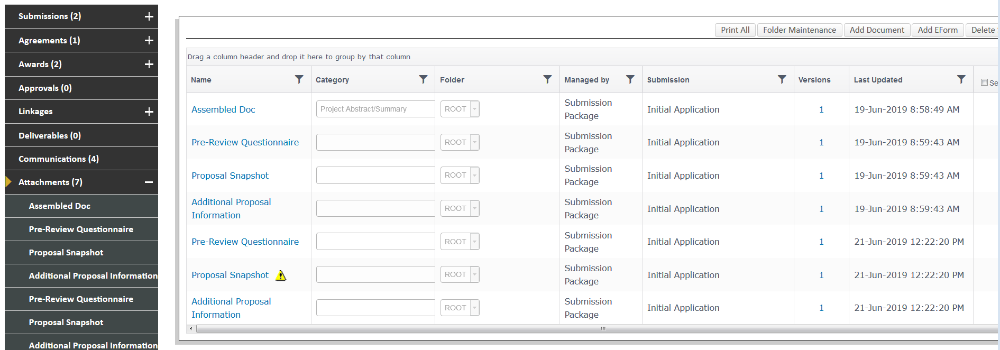 Submissions (2)
Agreements (1)
Awards (2)
Approvals (0)
Linkages
Deliverables (0)
Communications (4)
Attachments (7)
Assembled Doc
Pre-Review Questionnaire
Proposal Snapshot
Additional Proposal Information
Pre-Review Questionnaire
Proposal Snapshot
Additional Proposal Information
Print All Folder Maintenance Add Document Add EForm Delete
Drag a column header and drop it here to group by that column
Name Category Folder Managed by Submission Versions Last Updated Se
Assembled Doc Project Abstract/Summary ROOT Submission Package Initial Application 1 19-Jun-2019 8:58:49 AM
Pre-Review Questionnaire ROOT Submission Package Initial Application 1 19-Jun-2019 8:59:43 AM
Proposal Snapshot ROOT Submission Package Initial Application 1 19-Jun-2019 8:59:43 AM
Additional Proposal Information ROOT Submission Package Initial Application 1 19-Jun-2019 8:59:43 AM
Pre-Review Questionnaire ROOT Submission Package Initial Application 1 21-Jun-2019 12:22:20 PM
Proposal Snapshot ROOT Submission Package Initial Application 1 21-Jun-2019 12:22:20 PM
Additional Proposal Information ROOT Submission Package Initial Application 1 21-Jun-2019 12:22:20 PM